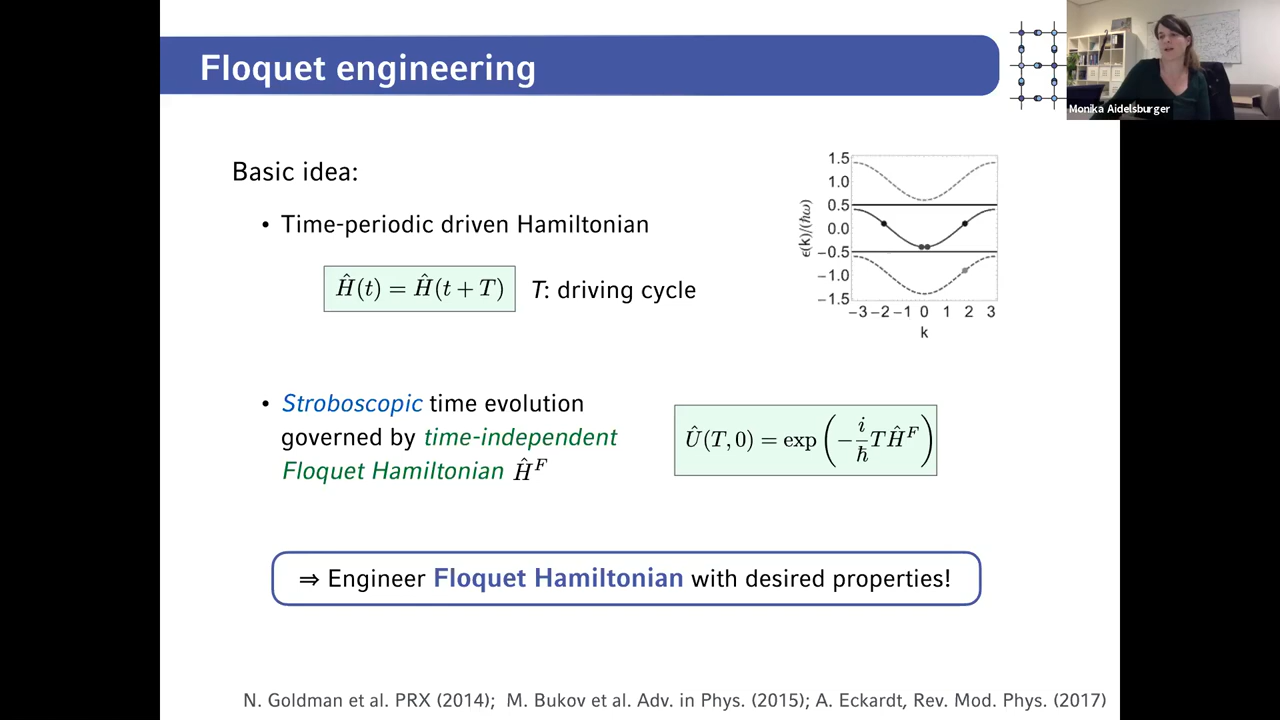 Floquet engineering
Monika Aidelsburger
Basic idea:
• Time-periodic driven Hamiltonian
Ĥ(t) = Ĥ(t + T)
T: driving cycle
1.5
1.0
0.5
0.0
−0.5
−1.0
−1.5
ϵ(k)/(ħω)
−3 −2 −1 0 1 2 3
k
• Stroboscopic time evolution
governed by time-independent
Floquet Hamiltonian Ĥ^F
Û(T, 0) = exp(−i/ħ TĤ^F)
⇒ Engineer Floquet Hamiltonian with desired properties!
N. Goldman et al. PRX (2014); M. Bukov et al. Adv. in Phys. (2015); A. Eckardt, Rev. Mod. Phys. (2017)